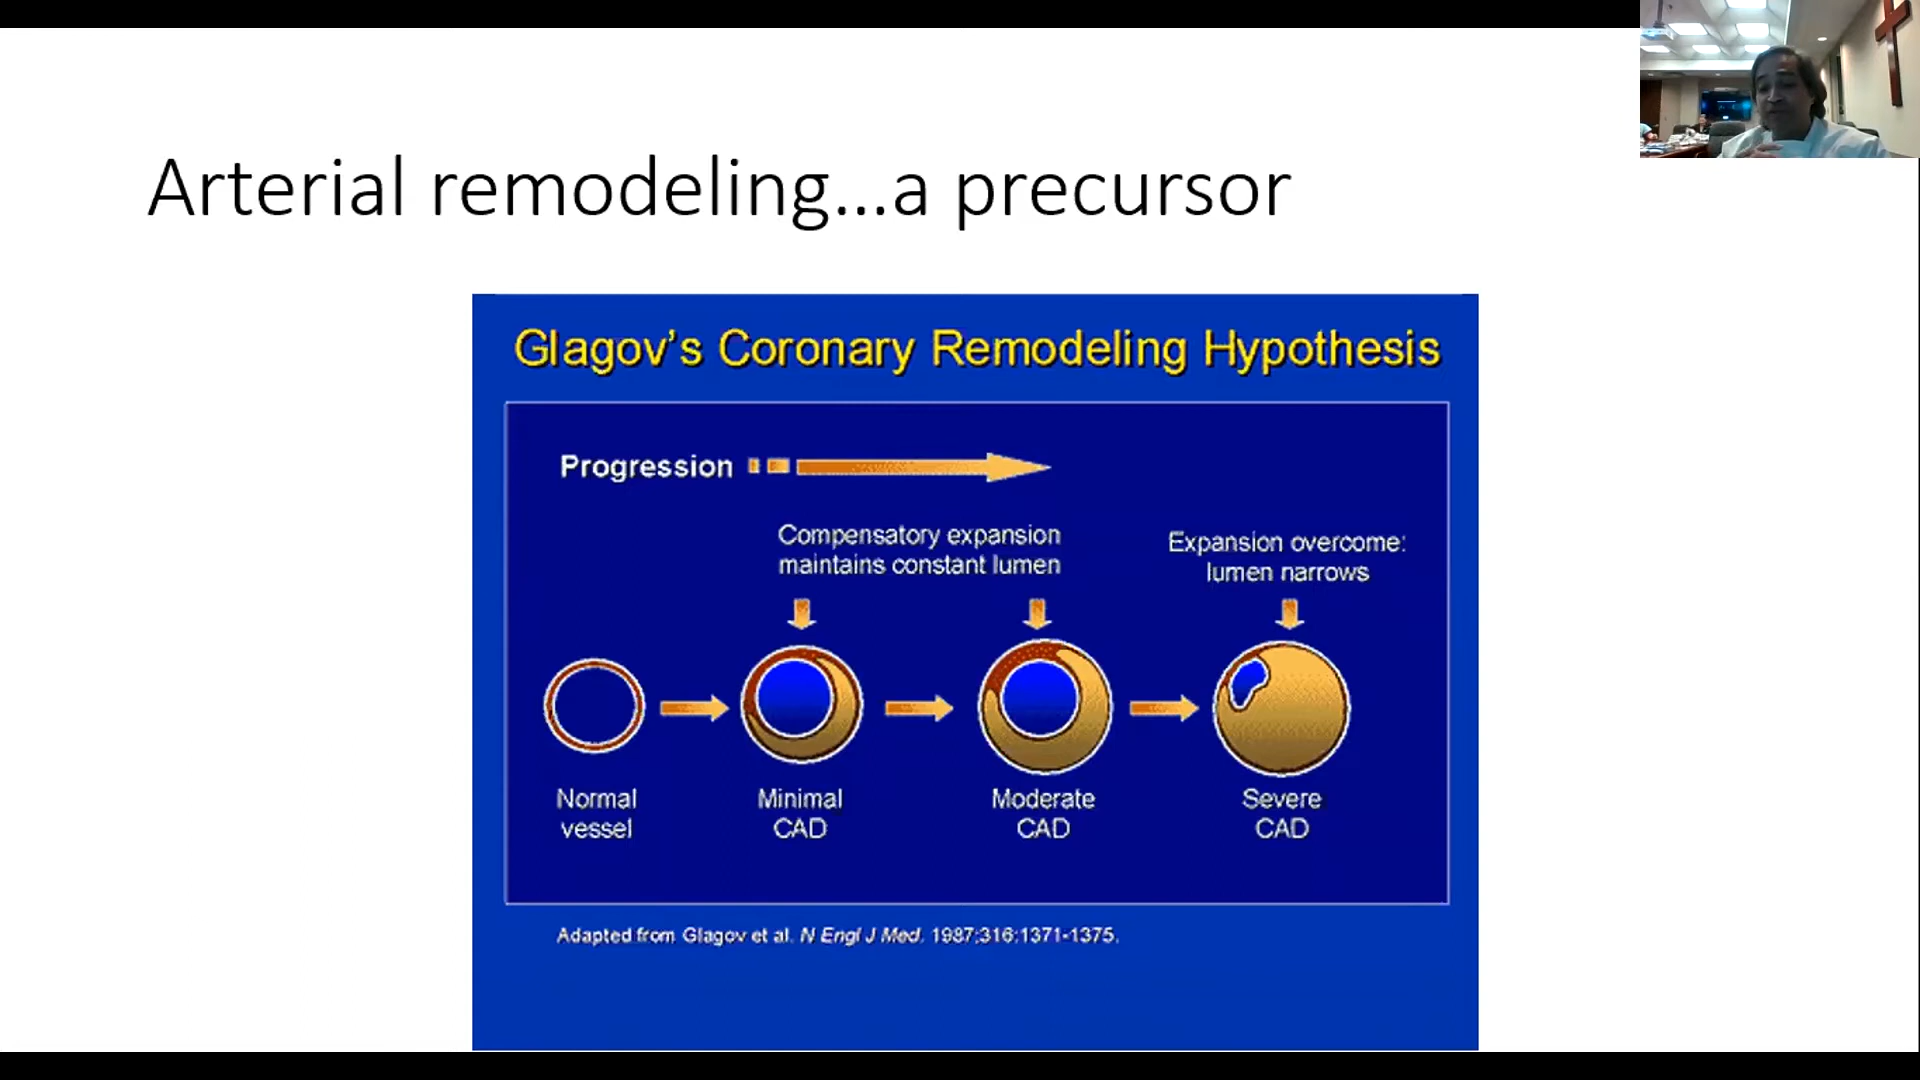 Arterial remodeling...a precursor
Glagov's Coronary Remodeling Hypothesis
Progression
Compensatory expansion
maintains constant lumen
Expansion overcome:
lumen narrows
Normal
vessel
Minimal
CAD
Moderate
CAD
Severe
CAD
Adapted from Glagov et al. N Engl J Med. 1987;316:1371-1375.